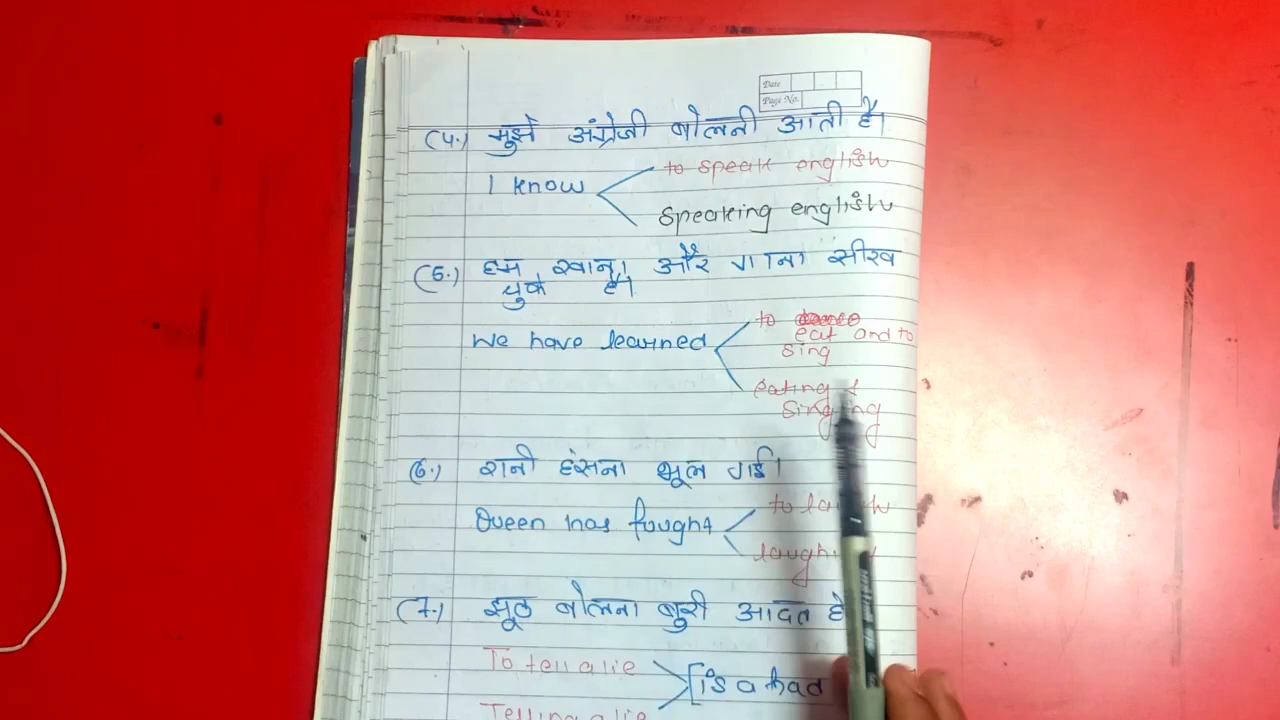 Date
Page No.
(4.) मुझे अंग्रेजी बोलनी आती है।
to speak english
I know
speaking english
(5.) हम खाना और गाना सीख
चुके हैं।
to
eat and to
We have learned
sing
eating &
singing
(6.) रानी हंसना भूल गई।
to
Queen has fought
(7.) झूठ बोलना बुरी आदत
To tell a lie
is a bad
Telling a lie